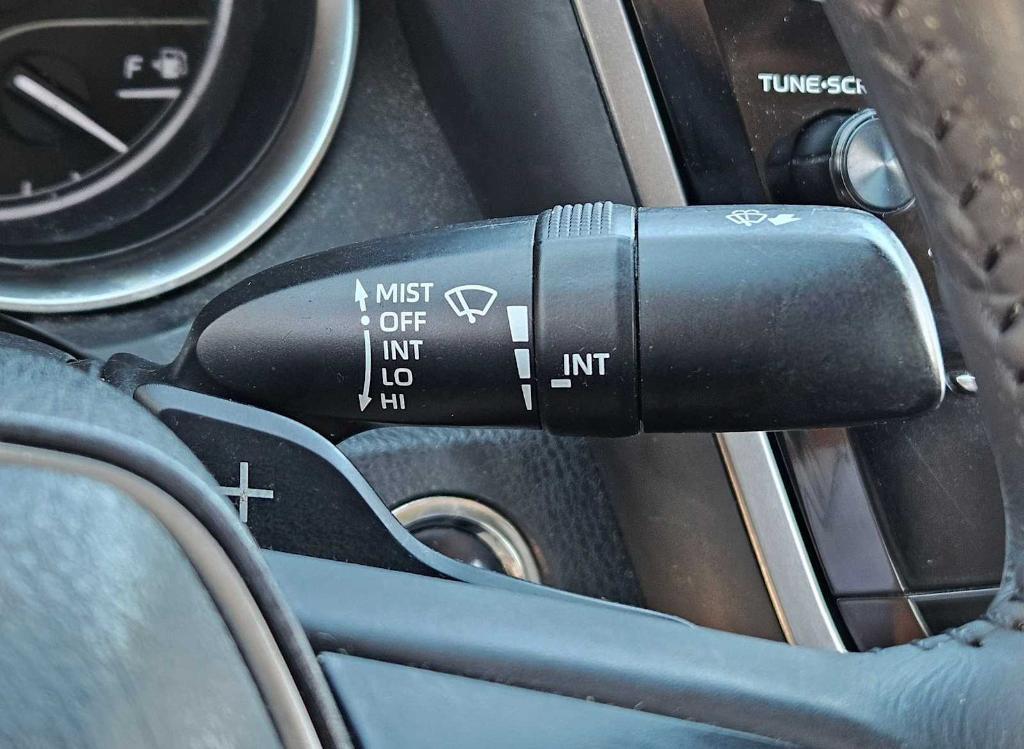 F
TUNE•SCR
MIST
OFF
INT
LO
HI
INT